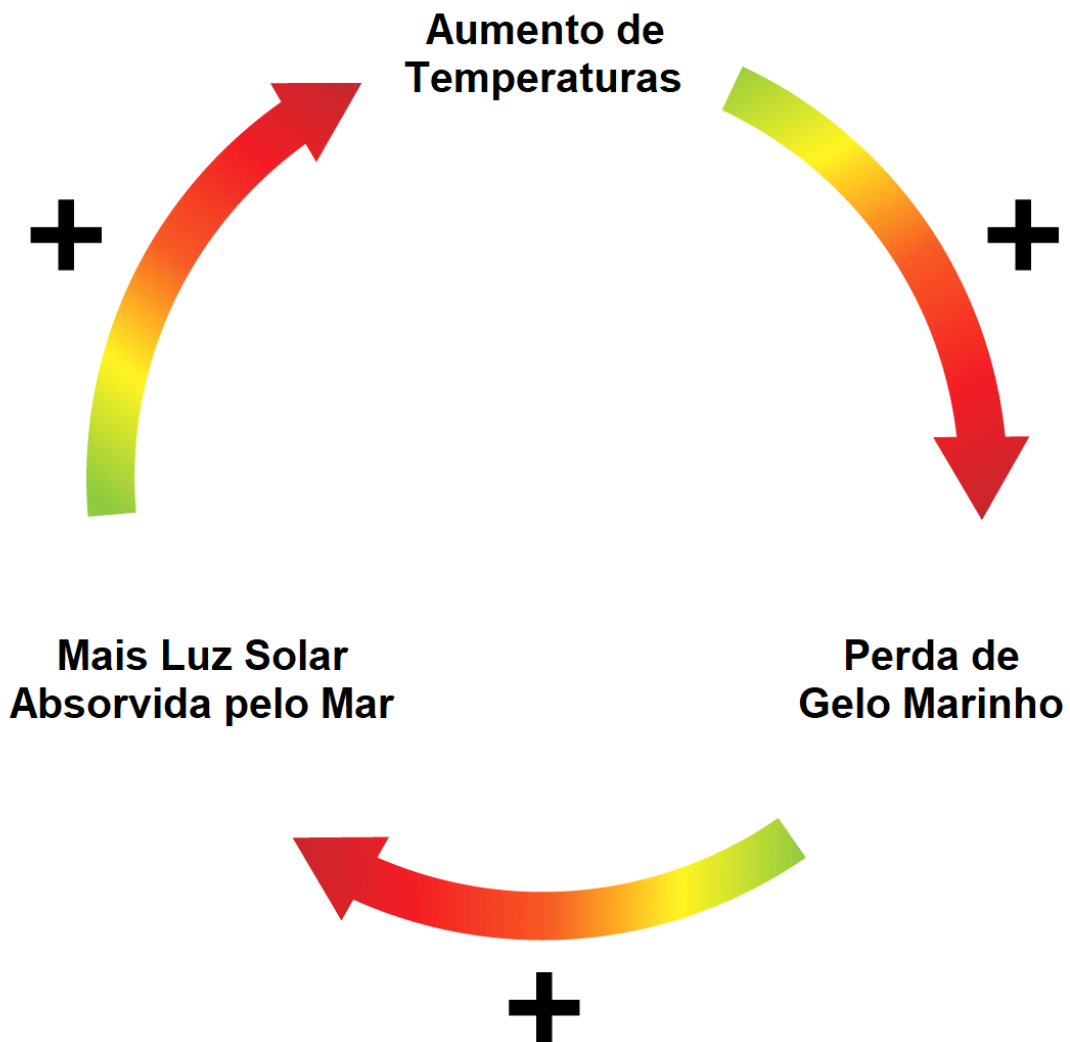 Aumento de
Temperaturas
+
+
Mais Luz Solar
Absorvida pelo Mar
Perda de
Gelo Marinho
+